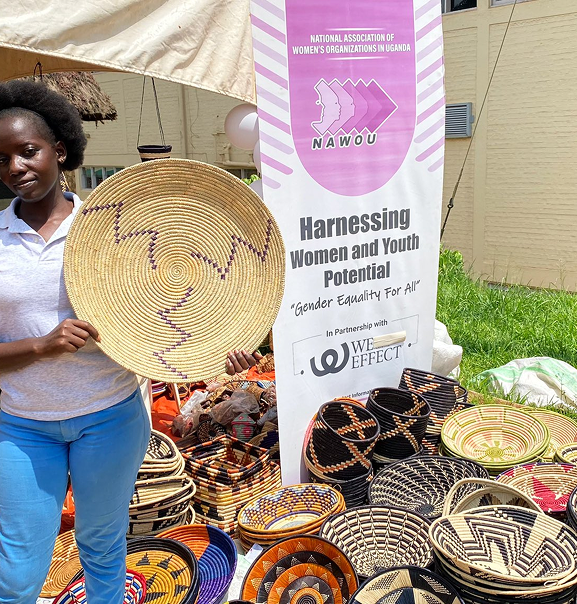 NATIONAL ASSOCIATION OF
WOMEN'S ORGANIZATIONS IN UGANDA
NAWOU
Harnessing
Women and Youth
Potential
"Gender Equality For All"
In Partnership with
WE
EFFECT